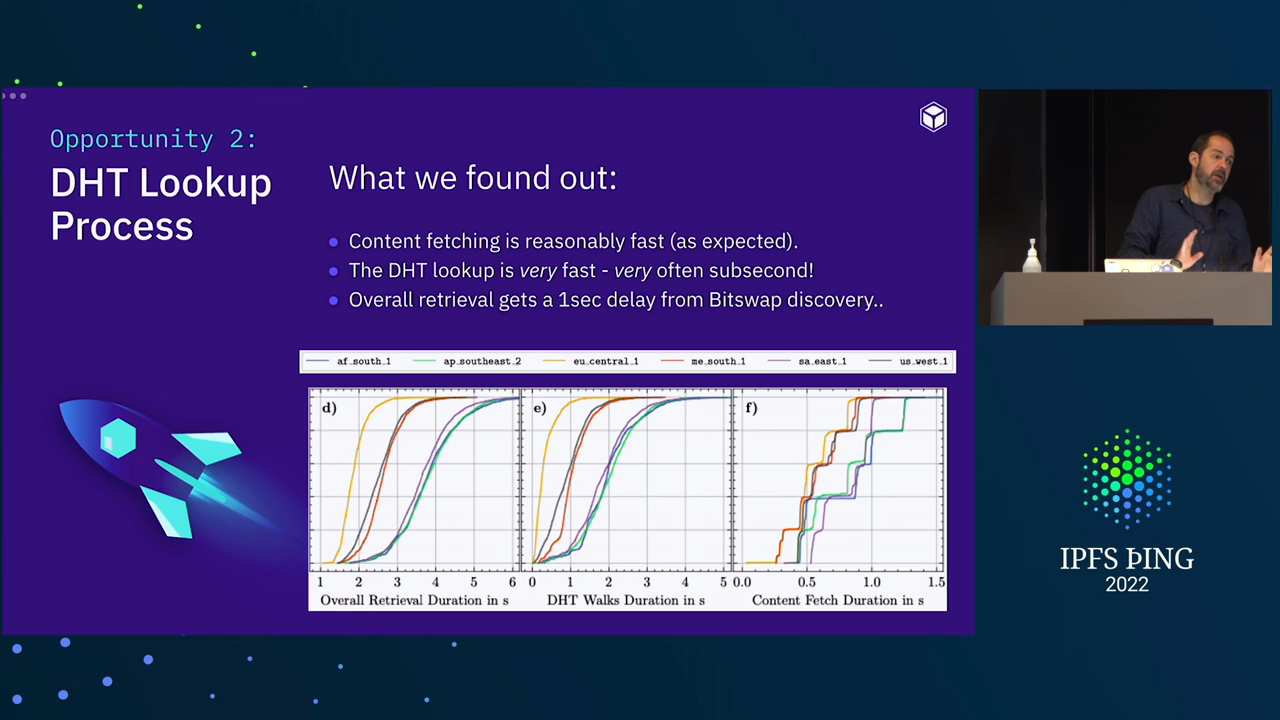 Opportunity 2:
DHT Lookup
Process
What we found out:
Content fetching is reasonably fast (as expected).
The DHT lookup is very fast - very often subsecond!
Overall retrieval gets a 1sec delay from Bitswap discovery..
af_south_1 ap_southeast_2 eu_central_1 me_south_1 sa_east_1 us_west_1
d) e) f)
1 2 3 4 5 6 0 1 2 3 4 5 0.0 0.5 1.0 1.5
Overall Retrieval Duration in s DHT Walks Duration in s Content Fetch Duration in s
IPFS ÞING
2022